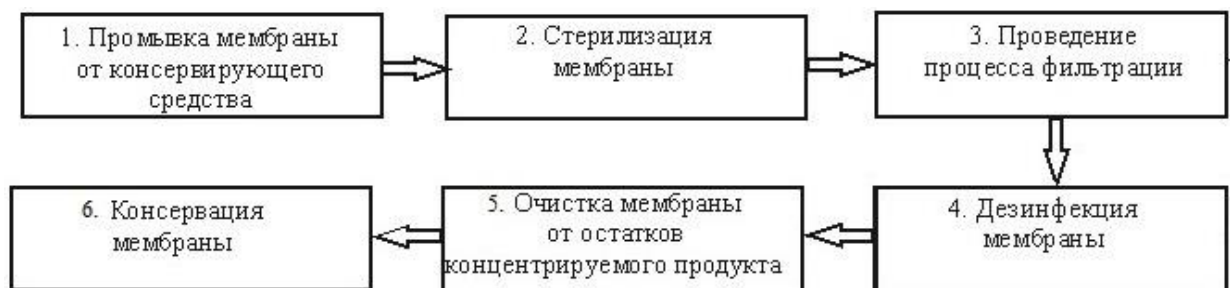 1. Промывка мембраны
от консервирующего
средства
2. Стерилизация
мембраны
3. Проведение
процесса фильтрации
4. Дезинфекция
мембраны
5. Очистка мембраны
от остатков
концентрируемого продукта
6. Консервация
мембраны